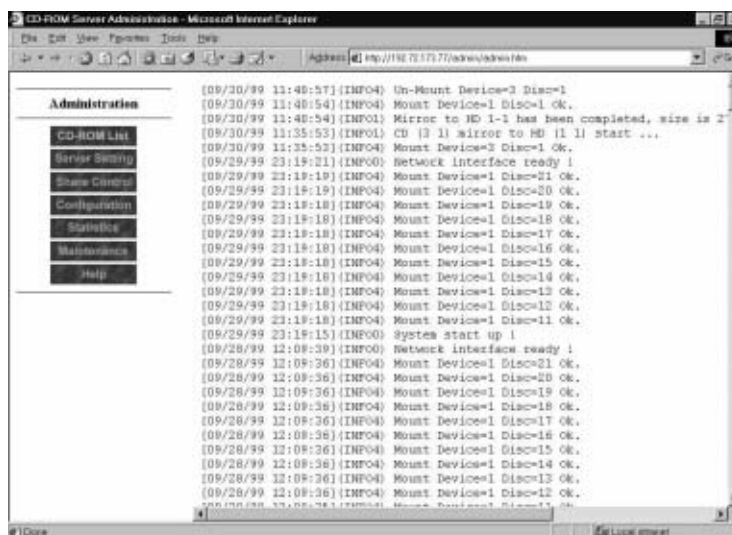 CD-ROM Server Administration - Microsoft Internet Explorer
File Edit View Favorites Tools Help
Address
Administration
CD-ROM List
Server Setting
Share Control
Configuration
Statistics
Maintenance
Help
[09/30/99 11:40:57](INFO4) Un-Mount Device=3 Disc=1
[09/30/99 11:40:54](INFO4) Mount Device=1 Disc=1 Ok.
[09/30/99 11:40:54](INFO1) Mirror to HD 1-1 has been completed, size is 2
[09/30/99 11:35:53](INFO1) CD (3 1) mirror to HD (1 1) start ...
[09/30/99 11:35:53](INFO4) Mount Device=3 Disc=1 Ok.
[09/29/99 23:19:21](INFO0) Network interface ready !
[09/29/99 23:19:19](INFO4) Mount Device=1 Disc=21 Ok.
[09/29/99 23:19:19](INFO4) Mount Device=1 Disc=20 Ok.
[09/29/99 23:19:18](INFO4) Mount Device=1 Disc=19 Ok.
[09/29/99 23:19:18](INFO4) Mount Device=1 Disc=18 Ok.
[09/29/99 23:19:18](INFO4) Mount Device=1 Disc=17 Ok.
[09/29/99 23:19:18](INFO4) Mount Device=1 Disc=16 Ok.
[09/29/99 23:19:18](INFO4) Mount Device=1 Disc=15 Ok.
[09/29/99 23:19:18](INFO4) Mount Device=1 Disc=14 Ok.
[09/29/99 23:19:18](INFO4) Mount Device=1 Disc=13 Ok.
[09/29/99 23:19:18](INFO4) Mount Device=1 Disc=12 Ok.
[09/29/99 23:19:18](INFO4) Mount Device=1 Disc=11 Ok.
[09/29/99 23:19:15](INFO0) System start up !
[09/28/99 12:09:39](INFO0) Network interface ready !
[09/28/99 12:09:36](INFO4) Mount Device=1 Disc=21 Ok.
[09/28/99 12:09:36](INFO4) Mount Device=1 Disc=20 Ok.
[09/28/99 12:09:36](INFO4) Mount Device=1 Disc=19 Ok.
[09/28/99 12:09:36](INFO4) Mount Device=1 Disc=18 Ok.
[09/28/99 12:09:36](INFO4) Mount Device=1 Disc=17 Ok.
[09/28/99 12:09:36](INFO4) Mount Device=1 Disc=16 Ok.
[09/28/99 12:09:36](INFO4) Mount Device=1 Disc=15 Ok.
[09/28/99 12:09:36](INFO4) Mount Device=1 Disc=14 Ok.
[09/28/99 12:09:36](INFO4) Mount Device=1 Disc=13 Ok.
[09/28/99 12:09:36](INFO4) Mount Device=1 Disc=12 Ok.
Done
Local intranet